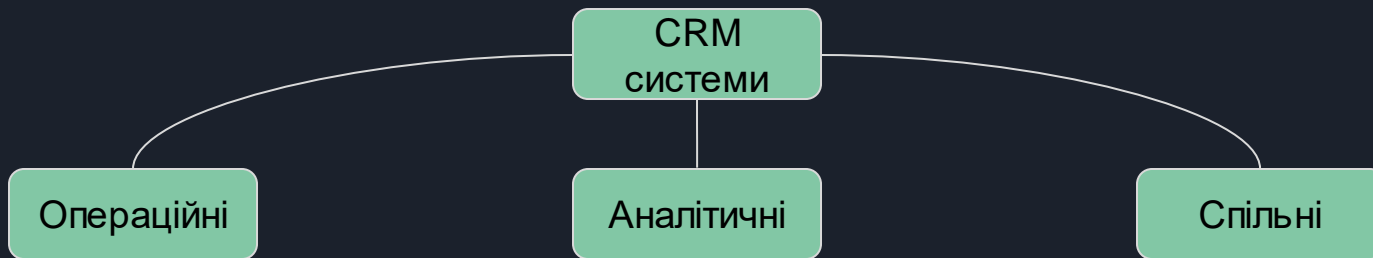 CRM
системи
Операційні
Аналітичні
Спільні